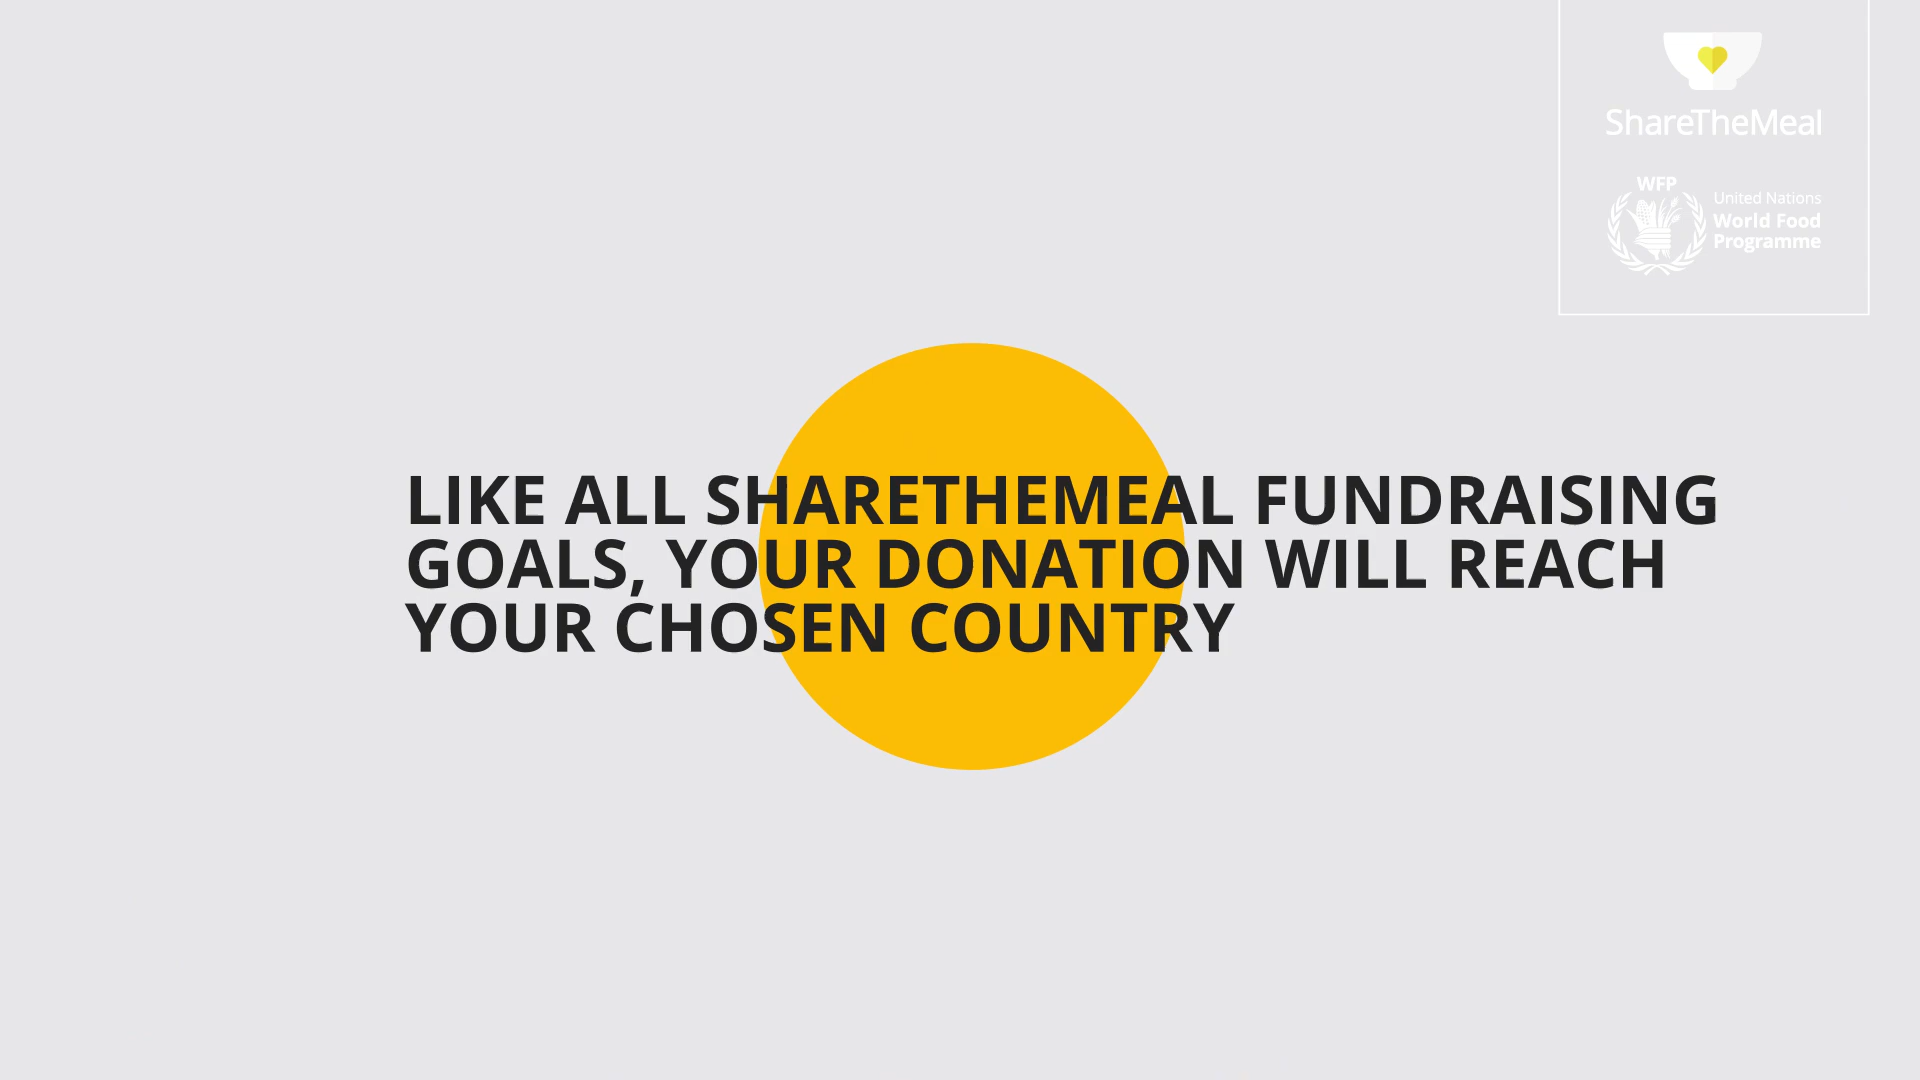 ShareTheMeal
WFP
United Nations
World Food
Programme
LIKE ALL SHARETHEMEAL FUNDRAISING
GOALS, YOUR DONATION WILL REACH
YOUR CHOSEN COUNTRY